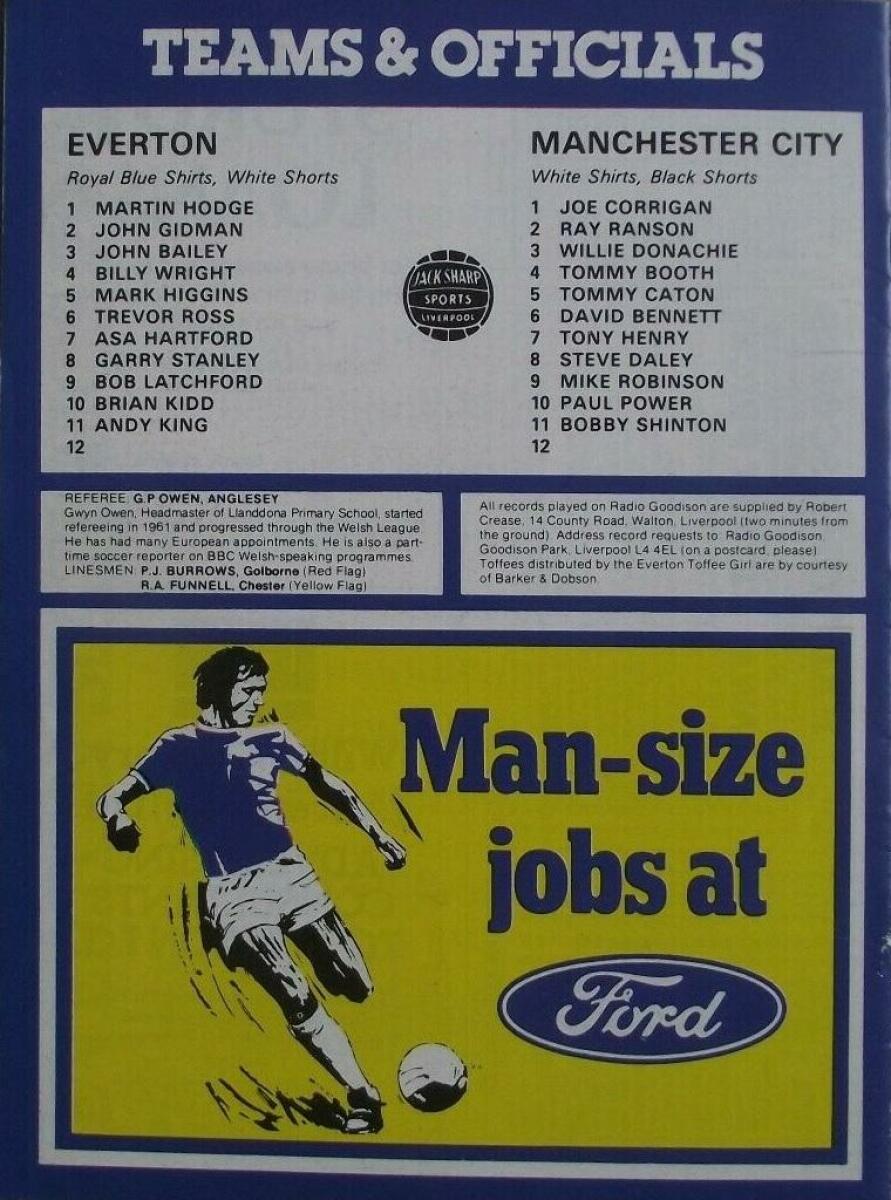 TEAMS & OFFICIALS
EVERTON
Royal Blue Shirts, White Shorts
1 MARTIN HODGE
2 JOHN GIDMAN
3 JOHN BAILEY
4 BILLY WRIGHT
5 MARK HIGGINS
6 TREVOR ROSS
7 ASA HARTFORD
8 GARRY STANLEY
9 BOB LATCHFORD
10 BRIAN KIDD
11 ANDY KING
12
JACK SHARP
SPORTS
LIVERPOOL
MANCHESTER CITY
White Shirts, Black Shorts
1 JOE CORRIGAN
2 RAY RANSON
3 WILLIE DONACHIE
4 TOMMY BOOTH
5 TOMMY CATON
6 DAVID BENNETT
7 TONY HENRY
8 STEVE DALEY
9 MIKE ROBINSON
10 PAUL POWER
11 BOBBY SHINTON
12
REFEREE: G.P OWEN, ANGLESEY
Gwyn Owen, Headmaster of Llanddona Primary School, started
refereeing in 1961 and progressed through the Welsh League.
He has had many European appointments. He is also a part-
time soccer reporter on BBC Welsh-speaking programmes.
LINESMEN: P.J. BURROWS, Golborne (Red Flag)
R.A. FUNNELL, Chester (Yellow Flag)
All records played on Radio Goodison are supplied by Robert
Crease, 14 County Road, Walton, Liverpool (two minutes from
the ground). Address record requests to: Radio Goodison,
Goodison Park, Liverpool L4 4EL (on a postcard, please)
Toffees distributed by the Everton Toffee Girl are by courtesy
of Barker & Dobson.
Man-size
jobs at
Ford